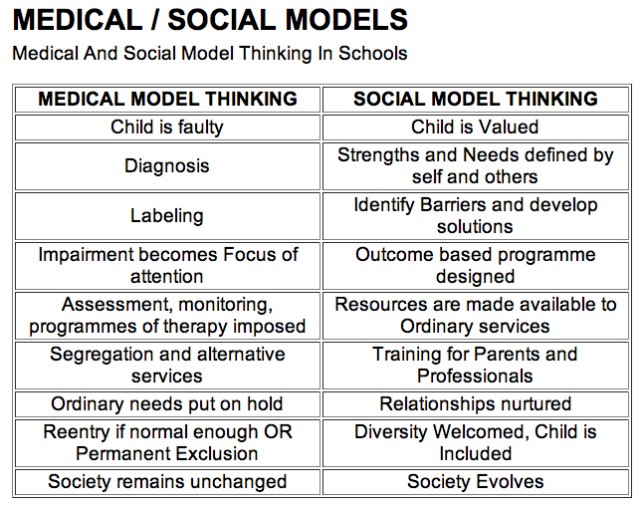 MEDICAL / SOCIAL MODELS
Medical And Social Model Thinking In Schools
MEDICAL MODEL THINKING
SOCIAL MODEL THINKING
Child is faulty
Child is Valued
Diagnosis
Strengths and Needs defined by
self and others
Labeling
Identify Barriers and develop
solutions
Impairment becomes Focus of
attention
Outcome based programme
designed
Assessment, monitoring,
programmes of therapy imposed
Resources are made available to
Ordinary services
Segregation and alternative
services
Training for Parents and
Professionals
Ordinary needs put on hold
Relationships nurtured
Reentry if normal enough OR
Permanent Exclusion
Diversity Welcomed, Child is
Included
Society remains unchanged
Society Evolves